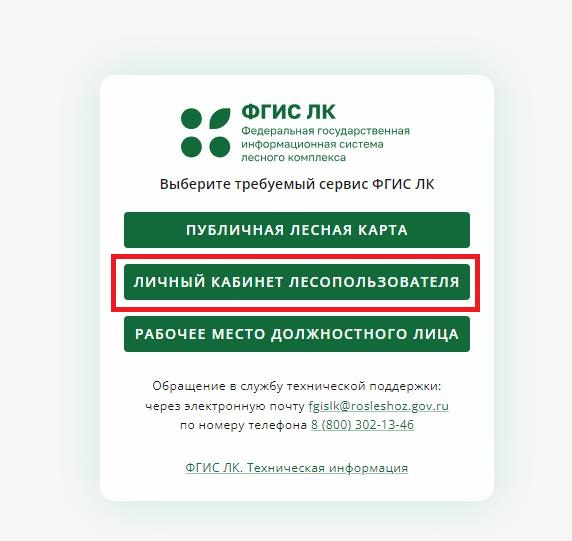 ФГИС ЛК
Федеральная государственная
информационная система
лесного комплекса
Выберите требуемый сервис ФГИС ЛК
ПУБЛИЧНАЯ ЛЕСНАЯ КАРТА
ЛИЧНЫЙ КАБИНЕТ ЛЕСОПОЛЬЗОВАТЕЛЯ
РАБОЧЕЕ МЕСТО ДОЛЖНОСТНОГО ЛИЦА
Обращение в службу технической поддержки:
через электронную почту fgislk@rosleshoz.gov.ru
по номеру телефона 8 (800) 302-13-46
ФГИС ЛК. Техническая информация